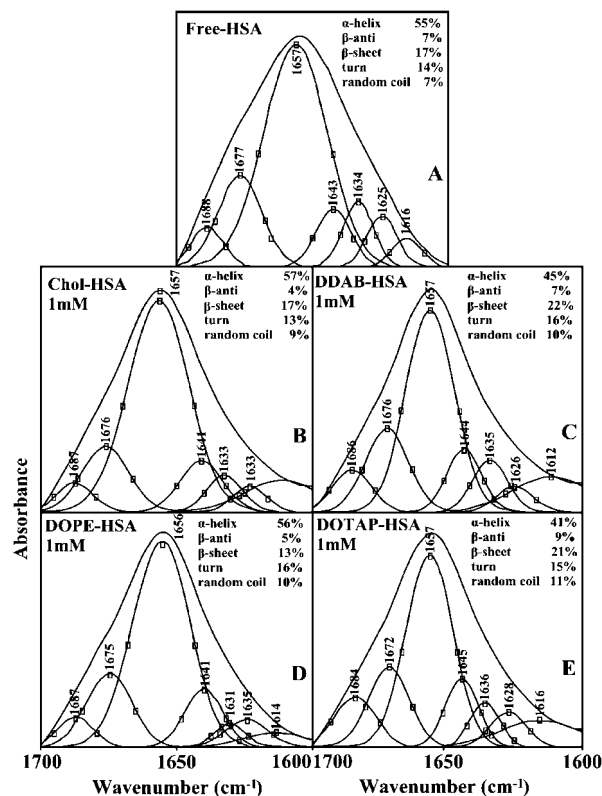 Free-HSA
α-helix 55%
β-anti 7%
β-sheet 17%
turn 14%
random coil 7%
1657
1677
1688
1643
1634
1625
1616
A
Chol-HSA
1mM
α-helix 57%
β-anti 4%
β-sheet 17%
turn 13%
random coil 9%
1657
1687
1676
1641
1633
1633
B
DDAB-HSA
1mM
α-helix 45%
β-anti 7%
β-sheet 22%
turn 16%
random coil 10%
1657
1686
1676
1644
1635
1626
1612
C
DOPE-HSA
1mM
α-helix 56%
β-anti 5%
β-sheet 13%
turn 16%
random coil 10%
1656
1687
1675
1641
1631
1635
1614
D
DOTAP-HSA
1mM
α-helix 41%
β-anti 9%
β-sheet 21%
turn 15%
random coil 11%
1657
1684
1672
1645
1636
1628
1616
E
Absorbance
1700 1650 1600
1700 1650 1600
Wavenumber (cm-1)
Wavenumber (cm-1)